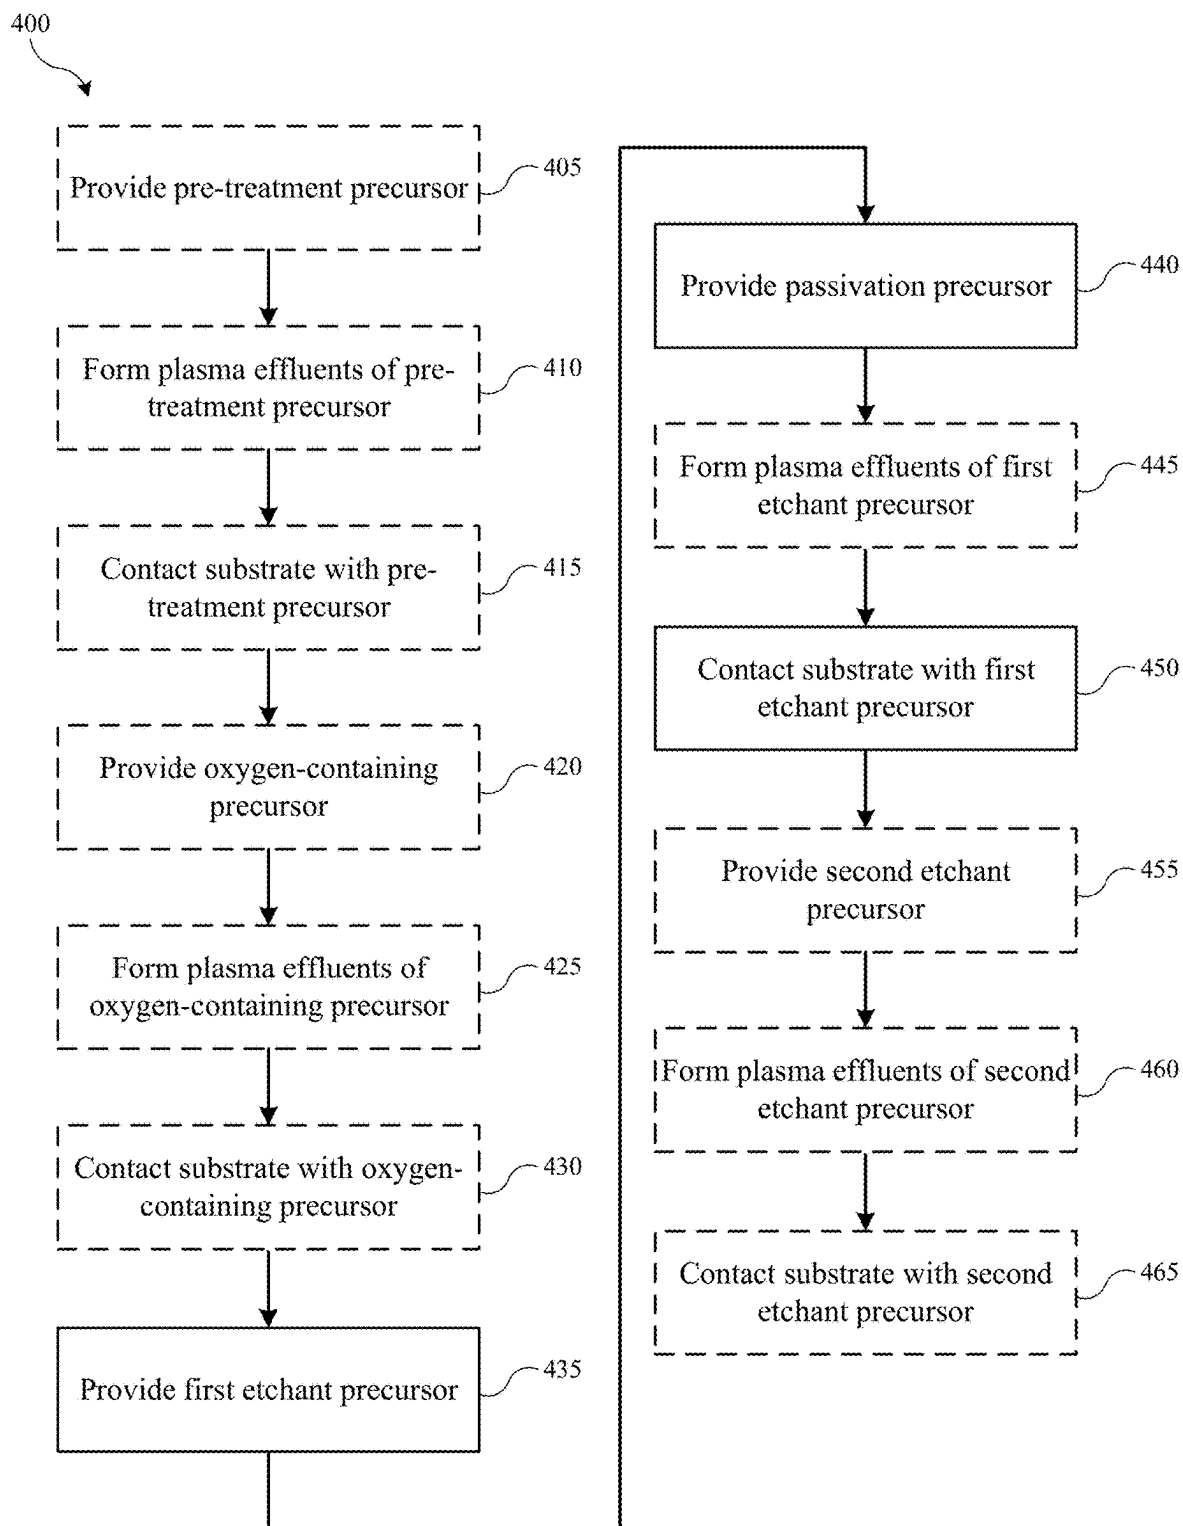 400
Provide pre-treatment precursor
405
Form plasma effluents of pre-
treatment precursor
410
Contact substrate with pre-
treatment precursor
415
Provide oxygen-containing
precursor
420
Form plasma effluents of
oxygen-containing precursor
425
Contact substrate with oxygen-
containing precursor
430
Provide first etchant precursor
435
Provide passivation precursor
440
Form plasma effluents of first
etchant precursor
445
Contact substrate with first
etchant precursor
450
Provide second etchant
precursor
455
Form plasma effluents of second
etchant precursor
460
Contact substrate with second
etchant precursor
465